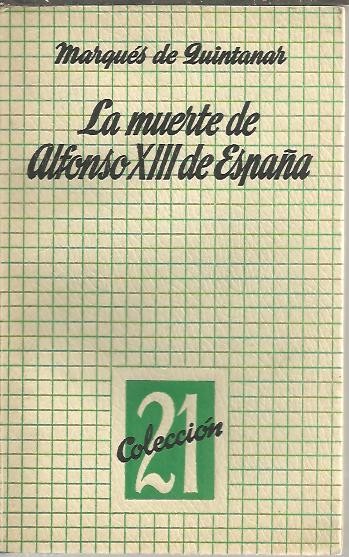 Marqués de Quintanar
La muerte de
Alfonso XIII de España
21
Colección